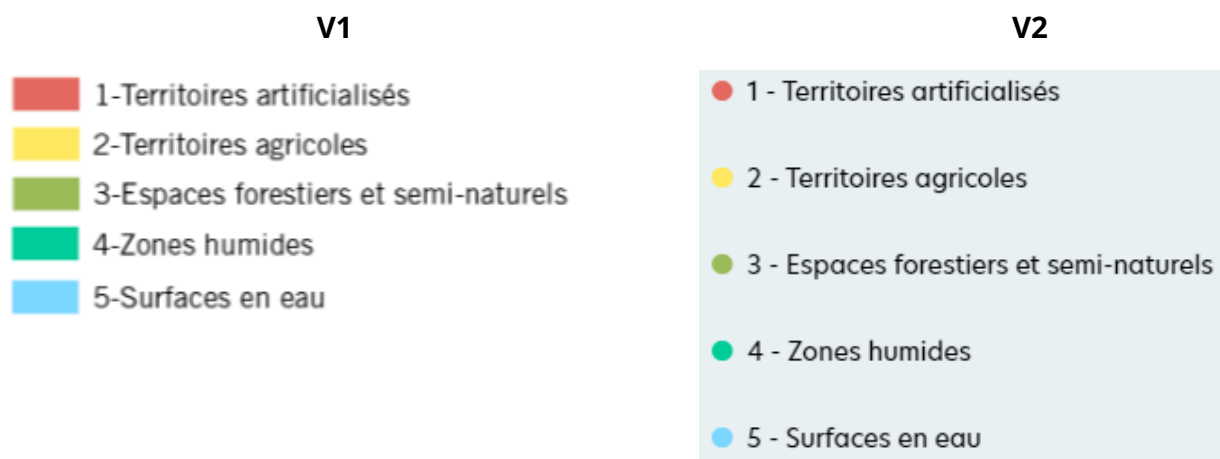 V1
1-Territoires artificialisés
2-Territoires agricoles
3-Espaces forestiers et semi-naturels
4-Zones humides
5-Surfaces en eau
V2
1 - Territoires artificialisés
2 - Territoires agricoles
3 - Espaces forestiers et semi-naturels
4 - Zones humides
5 - Surfaces en eau